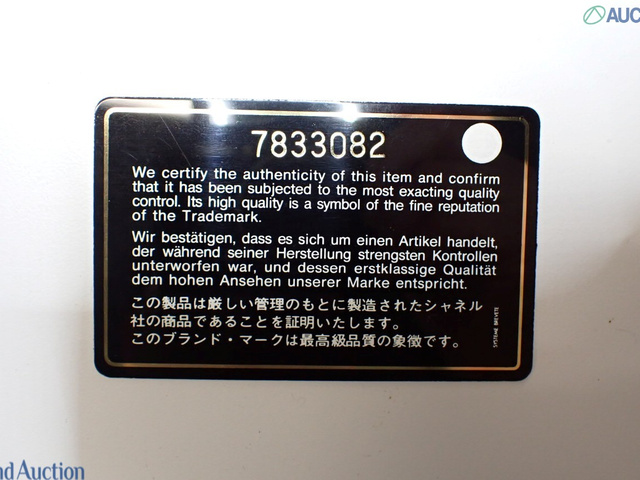 AUC
7833082
We certify the authenticity of this item and confirm
that it has been subjected to the most exacting quality
control. Its high quality is a symbol of the fine reputation
of the Trademark.
Wir bestätigen, dass es sich um einen Artikel handelt,
der während seiner Herstellung strengsten Kontrollen
unterworfen war, und dessen erstklassige Qualität
dem hohen Ansehen unserer Marke entspricht.
この製品は厳しい管理のもとに製造されたシャネル
社の商品であることを証明いたします。
このブランド・マークは最高級品質の象徴です。
SYSTEME BREVETE
nd Auction